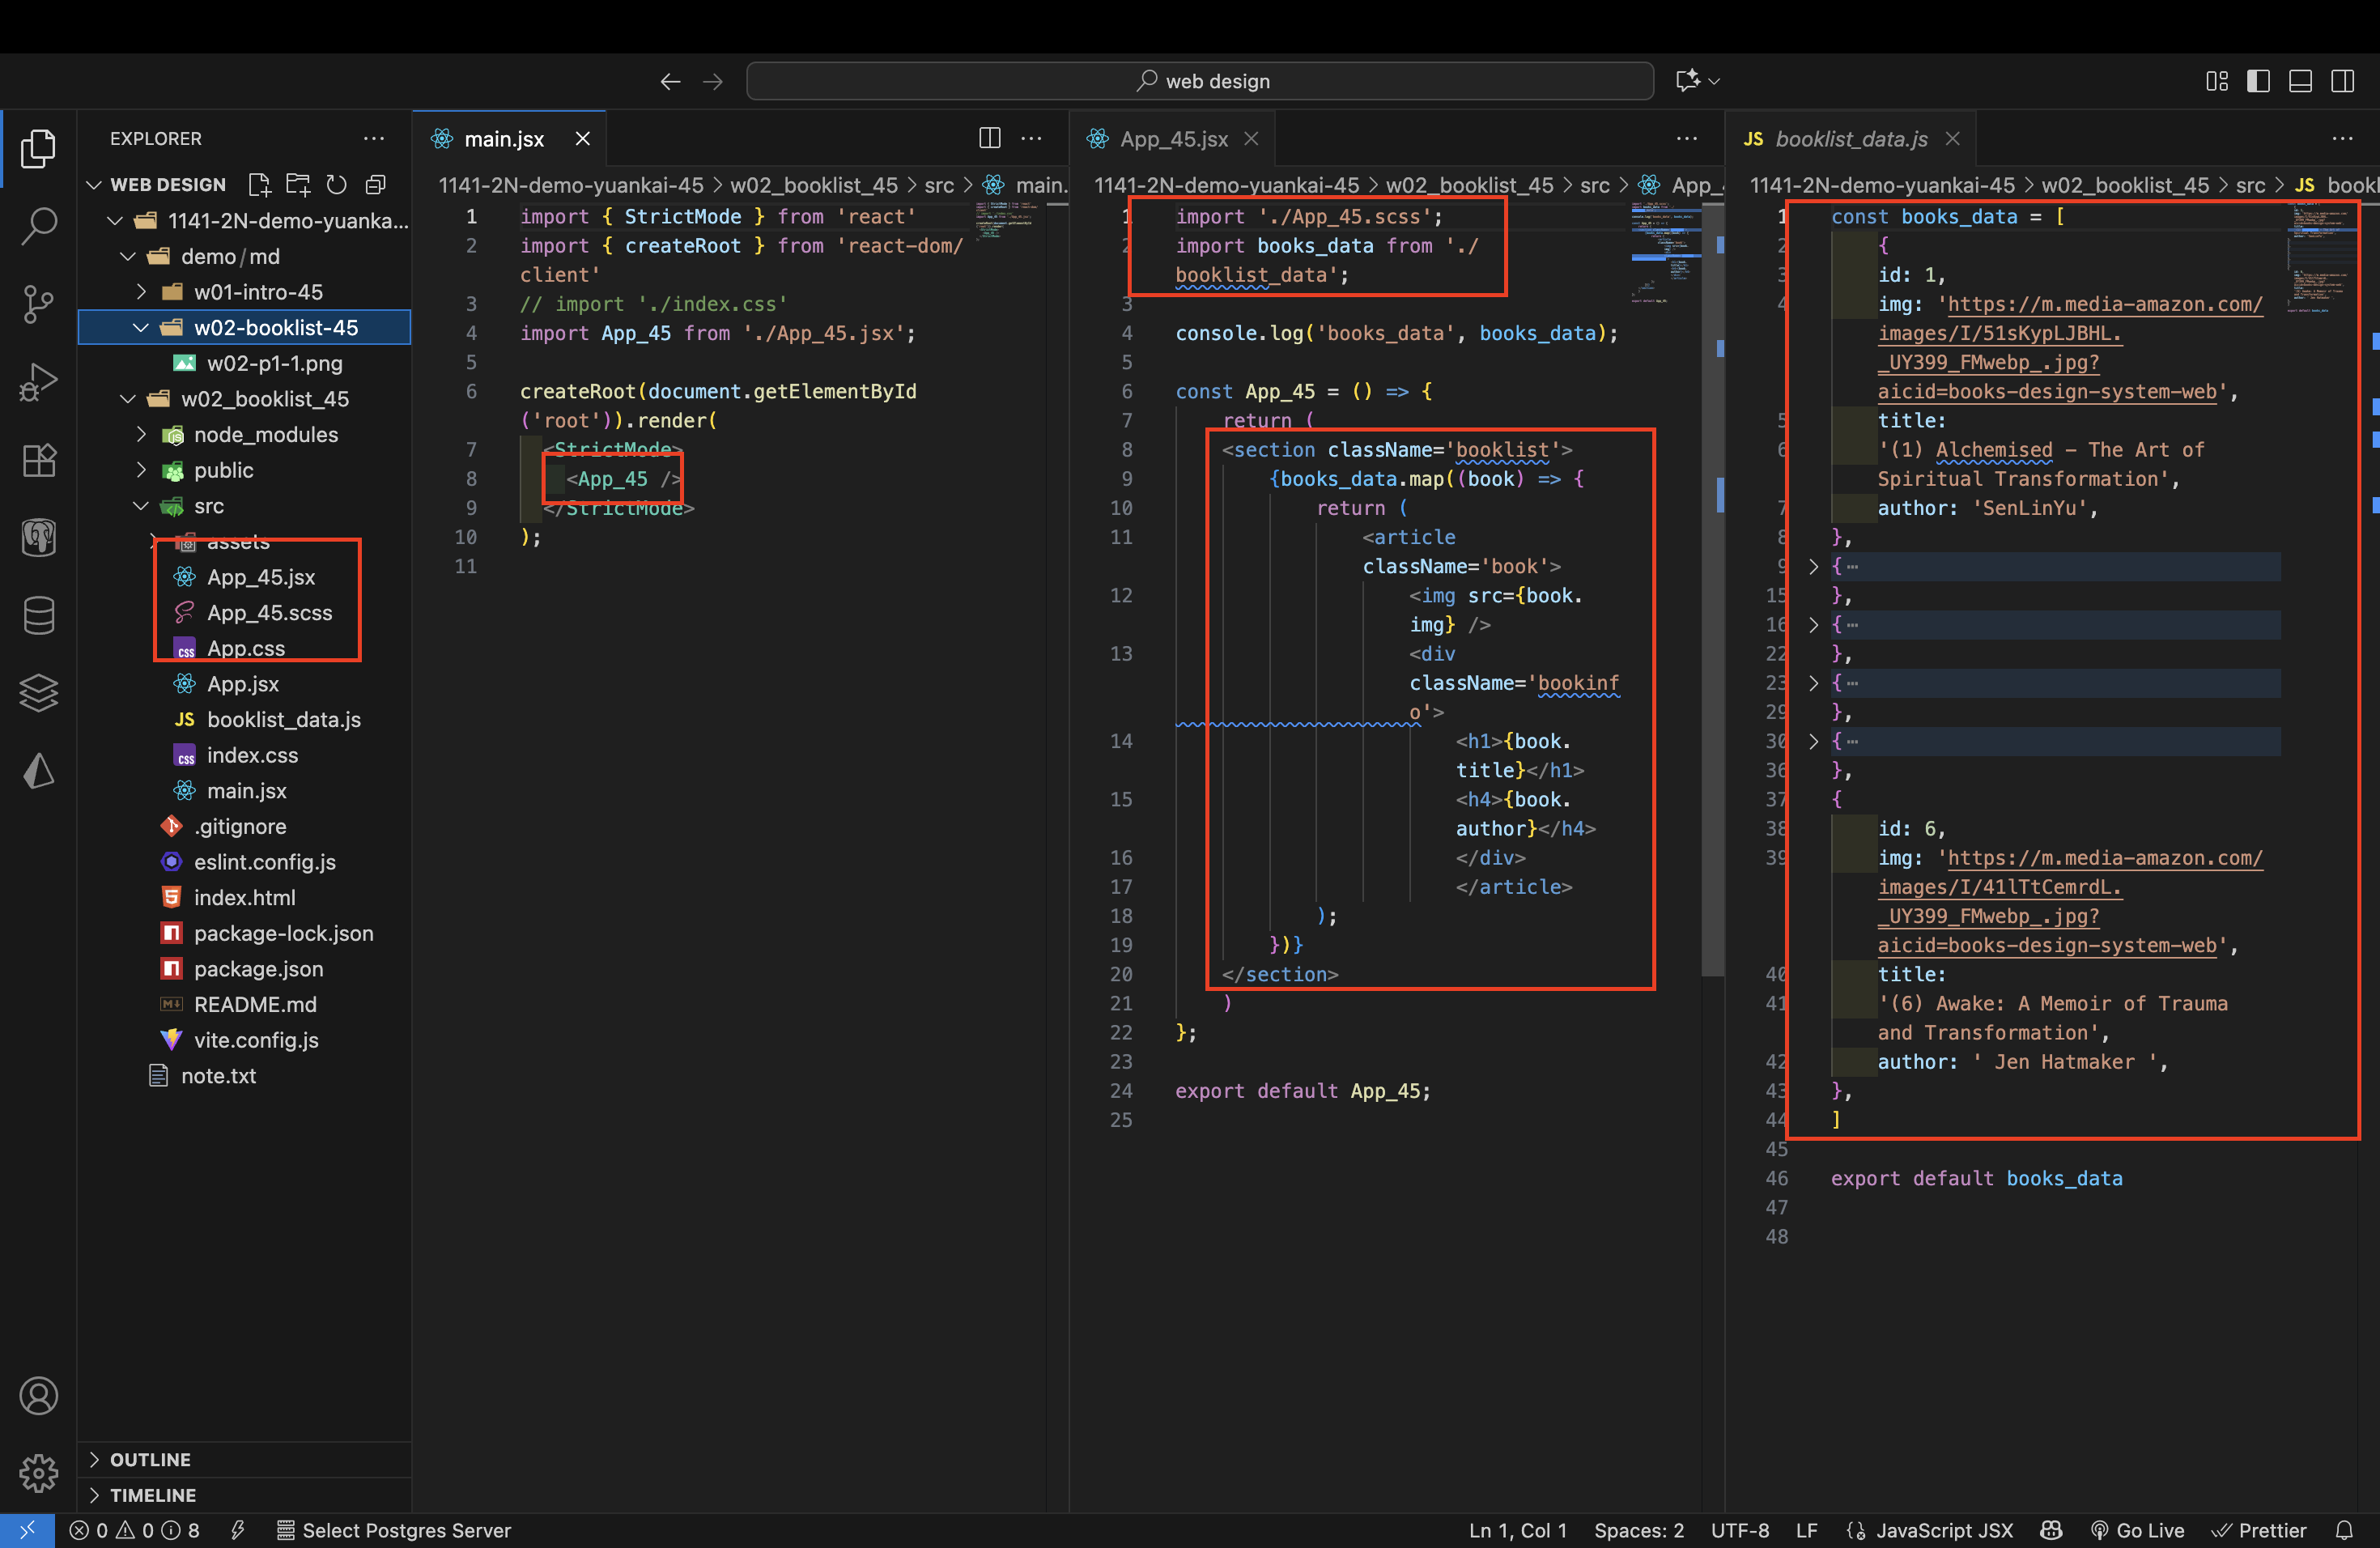 web design
EXPLORER
WEB DESIGN
1141-2N-demo-yuanka...
demo/md
w01-intro-45
w02-booklist-45
w02-p1-1.png
w02_booklist_45
node_modules
public
src
assets
App_45.jsx
App_45.scss
App.css
App.jsx
booklist_data.js
index.css
main.jsx
.gitignore
eslint.config.js
index.html
package-lock.json
package.json
README.md
vite.config.js
note.txt
OUTLINE
TIMELINE
main.jsx
1141-2N-demo-yuankai-45 > w02_booklist_45 > src > main.
1 import { StrictMode } from 'react'
2 import { createRoot } from 'react-dom/
client'
3 // import './index.css'
4 import App_45 from './App_45.jsx';
5
6 createRoot(document.getElementById
('root')).render(
7 <StrictMode>
8 <App_45 />
9 </StrictMode>
10 );
11
App_45.jsx
1141-2N-demo-yuankai-45 > w02_booklist_45 > src > App_
1 import './App_45.scss';
2 import books_data from './
booklist_data';
3
4 console.log('books_data', books_data);
5
6 const App_45 = () => {
7 return (
8 <section className='booklist'>
9 {books_data.map((book) => {
10 return (
11 <article
className='book'>
12 <img src={book.
img} />
13 <div
className='bookinf
o'>
14 <h1>{book.
title}</h1>
15 <h4>{book.
author}</h4>
16 </div>
17 </article>
18 );
19 })}
20 </section>
21 )
22 };
23
24 export default App_45;
25
JS booklist_data.js
1141-2N-demo-yuankai-45 > w02_booklist_45 > src > JS bookl
1 const books_data = [
2 {
3 id: 1,
4 img: 'https://m.media-amazon.com/
images/I/51sKypLJBHL.
_UY399_FMwebp_.jpg?
aicid=books-design-system-web',
5 title:
6 '(1) Alchemised – The Art of
Spiritual Transformation',
7 author: 'SenLinYu',
8 },
9 {…
15 },
16 {…
22 },
23 {…
29 },
30 {…
36 },
37 {
38 id: 6,
39 img: 'https://m.media-amazon.com/
images/I/41lTtCemrdL.
_UY399_FMwebp_.jpg?
aicid=books-design-system-web',
40 title:
41 '(6) Awake: A Memoir of Trauma
and Transformation',
42 author: ' Jen Hatmaker ',
43 },
44 ]
45
46 export default books_data
47
48
0 0 8
Select Postgres Server
Ln 1, Col 1
Spaces: 2
UTF-8
LF
JavaScript JSX
Go Live
Prettier